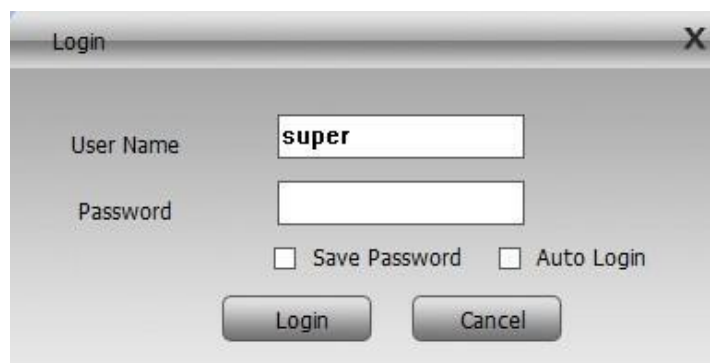 Login X
User Name super
Password
Save Password Auto Login
Login Cancel